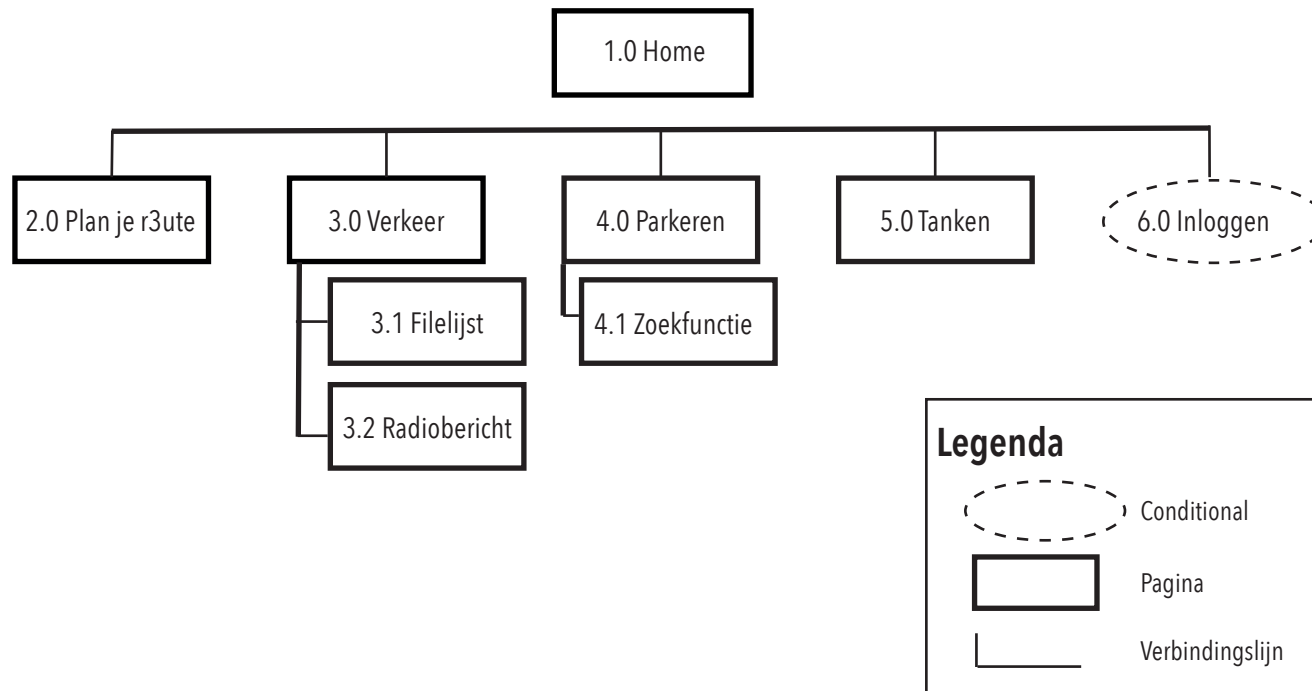 1.0 Home
2.0 Plan je r3ute
3.0 Verkeer
4.0 Parkeren
5.0 Tanken
6.0 Inloggen
3.1 Filelijst
4.1 Zoekfunctie
3.2 Radiobericht
Legenda
Conditional
Pagina
Verbindingslijn